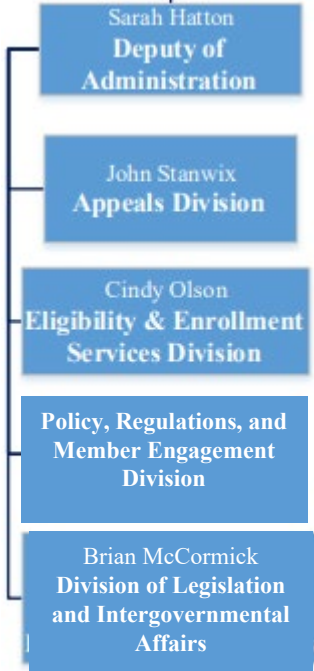 Sarah Hatton
Deputy of
Administration
John Stanwix
Appeals Division
Cindy Olson
Eligibility & Enrollment
Services Division
Policy, Regulations, and
Member Engagement
Division
Brian McCormick
Division of Legislation
and Intergovernmental
Affairs